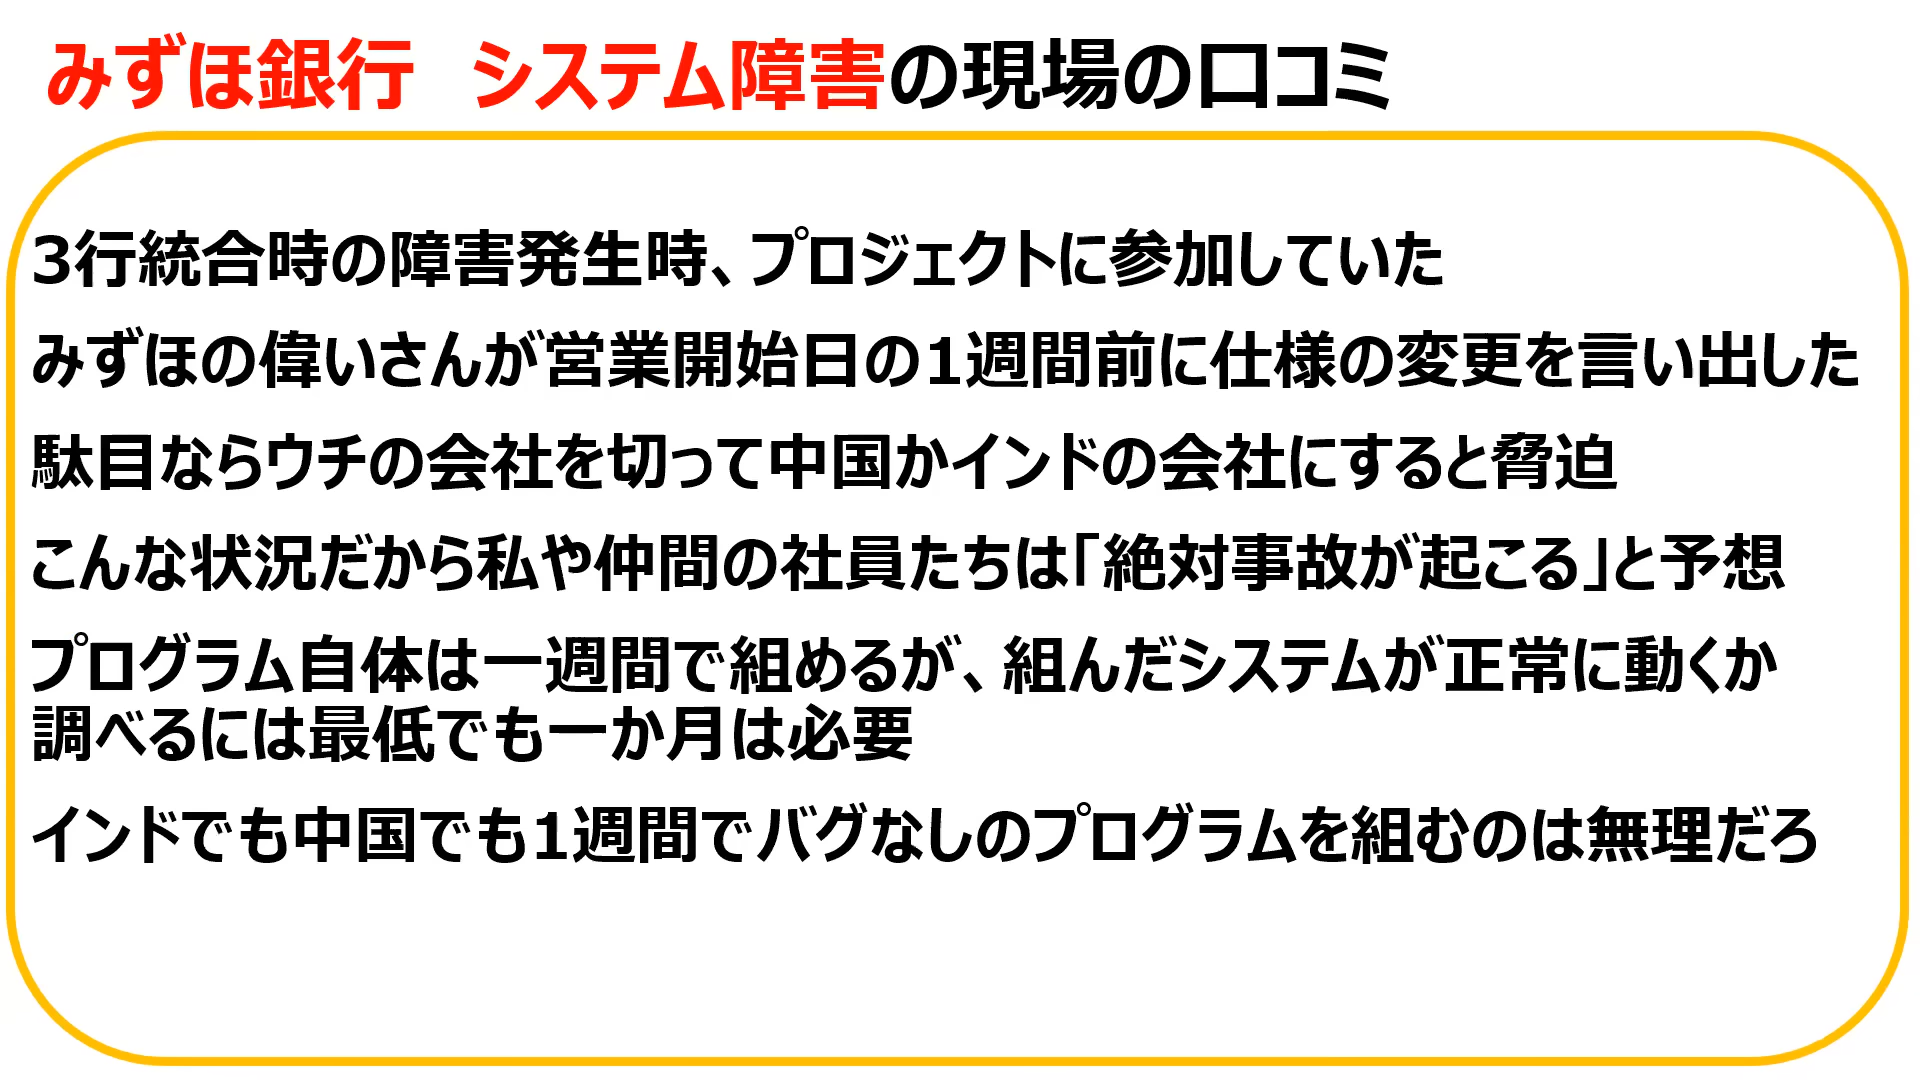 みずほ銀行　システム障害の現場の口コミ
3行統合時の障害発生時、プロジェクトに参加していた
みずほの偉いさんが営業開始日の1週間前に仕様の変更を言い出した
駄目ならウチの会社を切って中国かインドの会社にすると脅迫
こんな状況だから私や仲間の社員たちは「絶対事故が起こる」と予想
プログラム自体は一週間で組めるが、組んだシステムが正常に動くか
調べるには最低でも一か月は必要
インドでも中国でも1週間でバグなしのプログラムを組むのは無理だろ